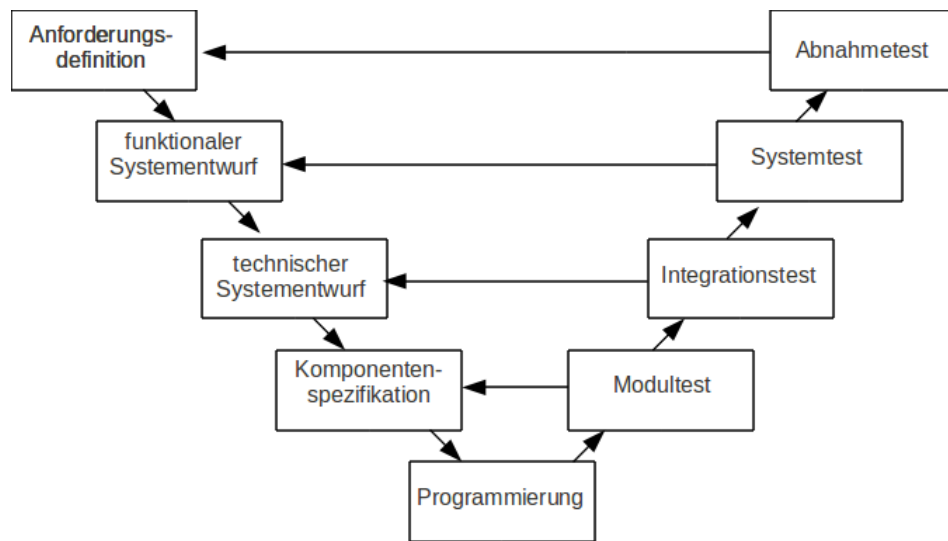 Anforderungs-
definition
Abnahmetest
funktionaler
Systementwurf
Systemtest
technischer
Systementwurf
Integrationstest
Komponenten-
spezifikation
Modultest
Programmierung